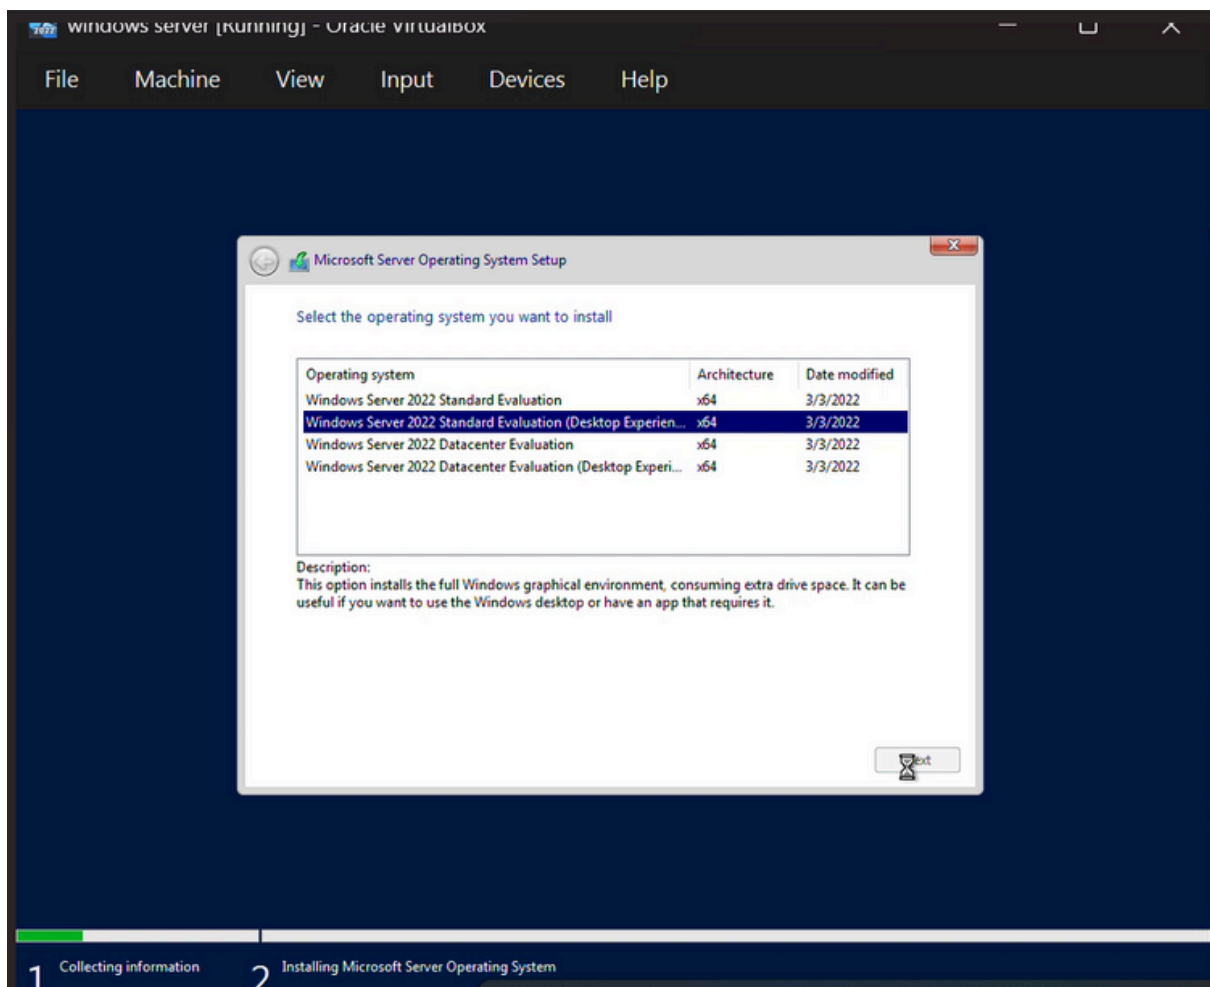 windows server [Running] - Oracle VirtualBox
File Machine View Input Devices Help
Microsoft Server Operating System Setup
Select the operating system you want to install
Operating system Architecture Date modified
Windows Server 2022 Standard Evaluation x64 3/3/2022
Windows Server 2022 Standard Evaluation (Desktop Experien... x64 3/3/2022
Windows Server 2022 Datacenter Evaluation x64 3/3/2022
Windows Server 2022 Datacenter Evaluation (Desktop Experi... x64 3/3/2022
Description:
This option installs the full Windows graphical environment, consuming extra drive space. It can be
useful if you want to use the Windows desktop or have an app that requires it.
Next
1 Collecting information 2 Installing Microsoft Server Operating System